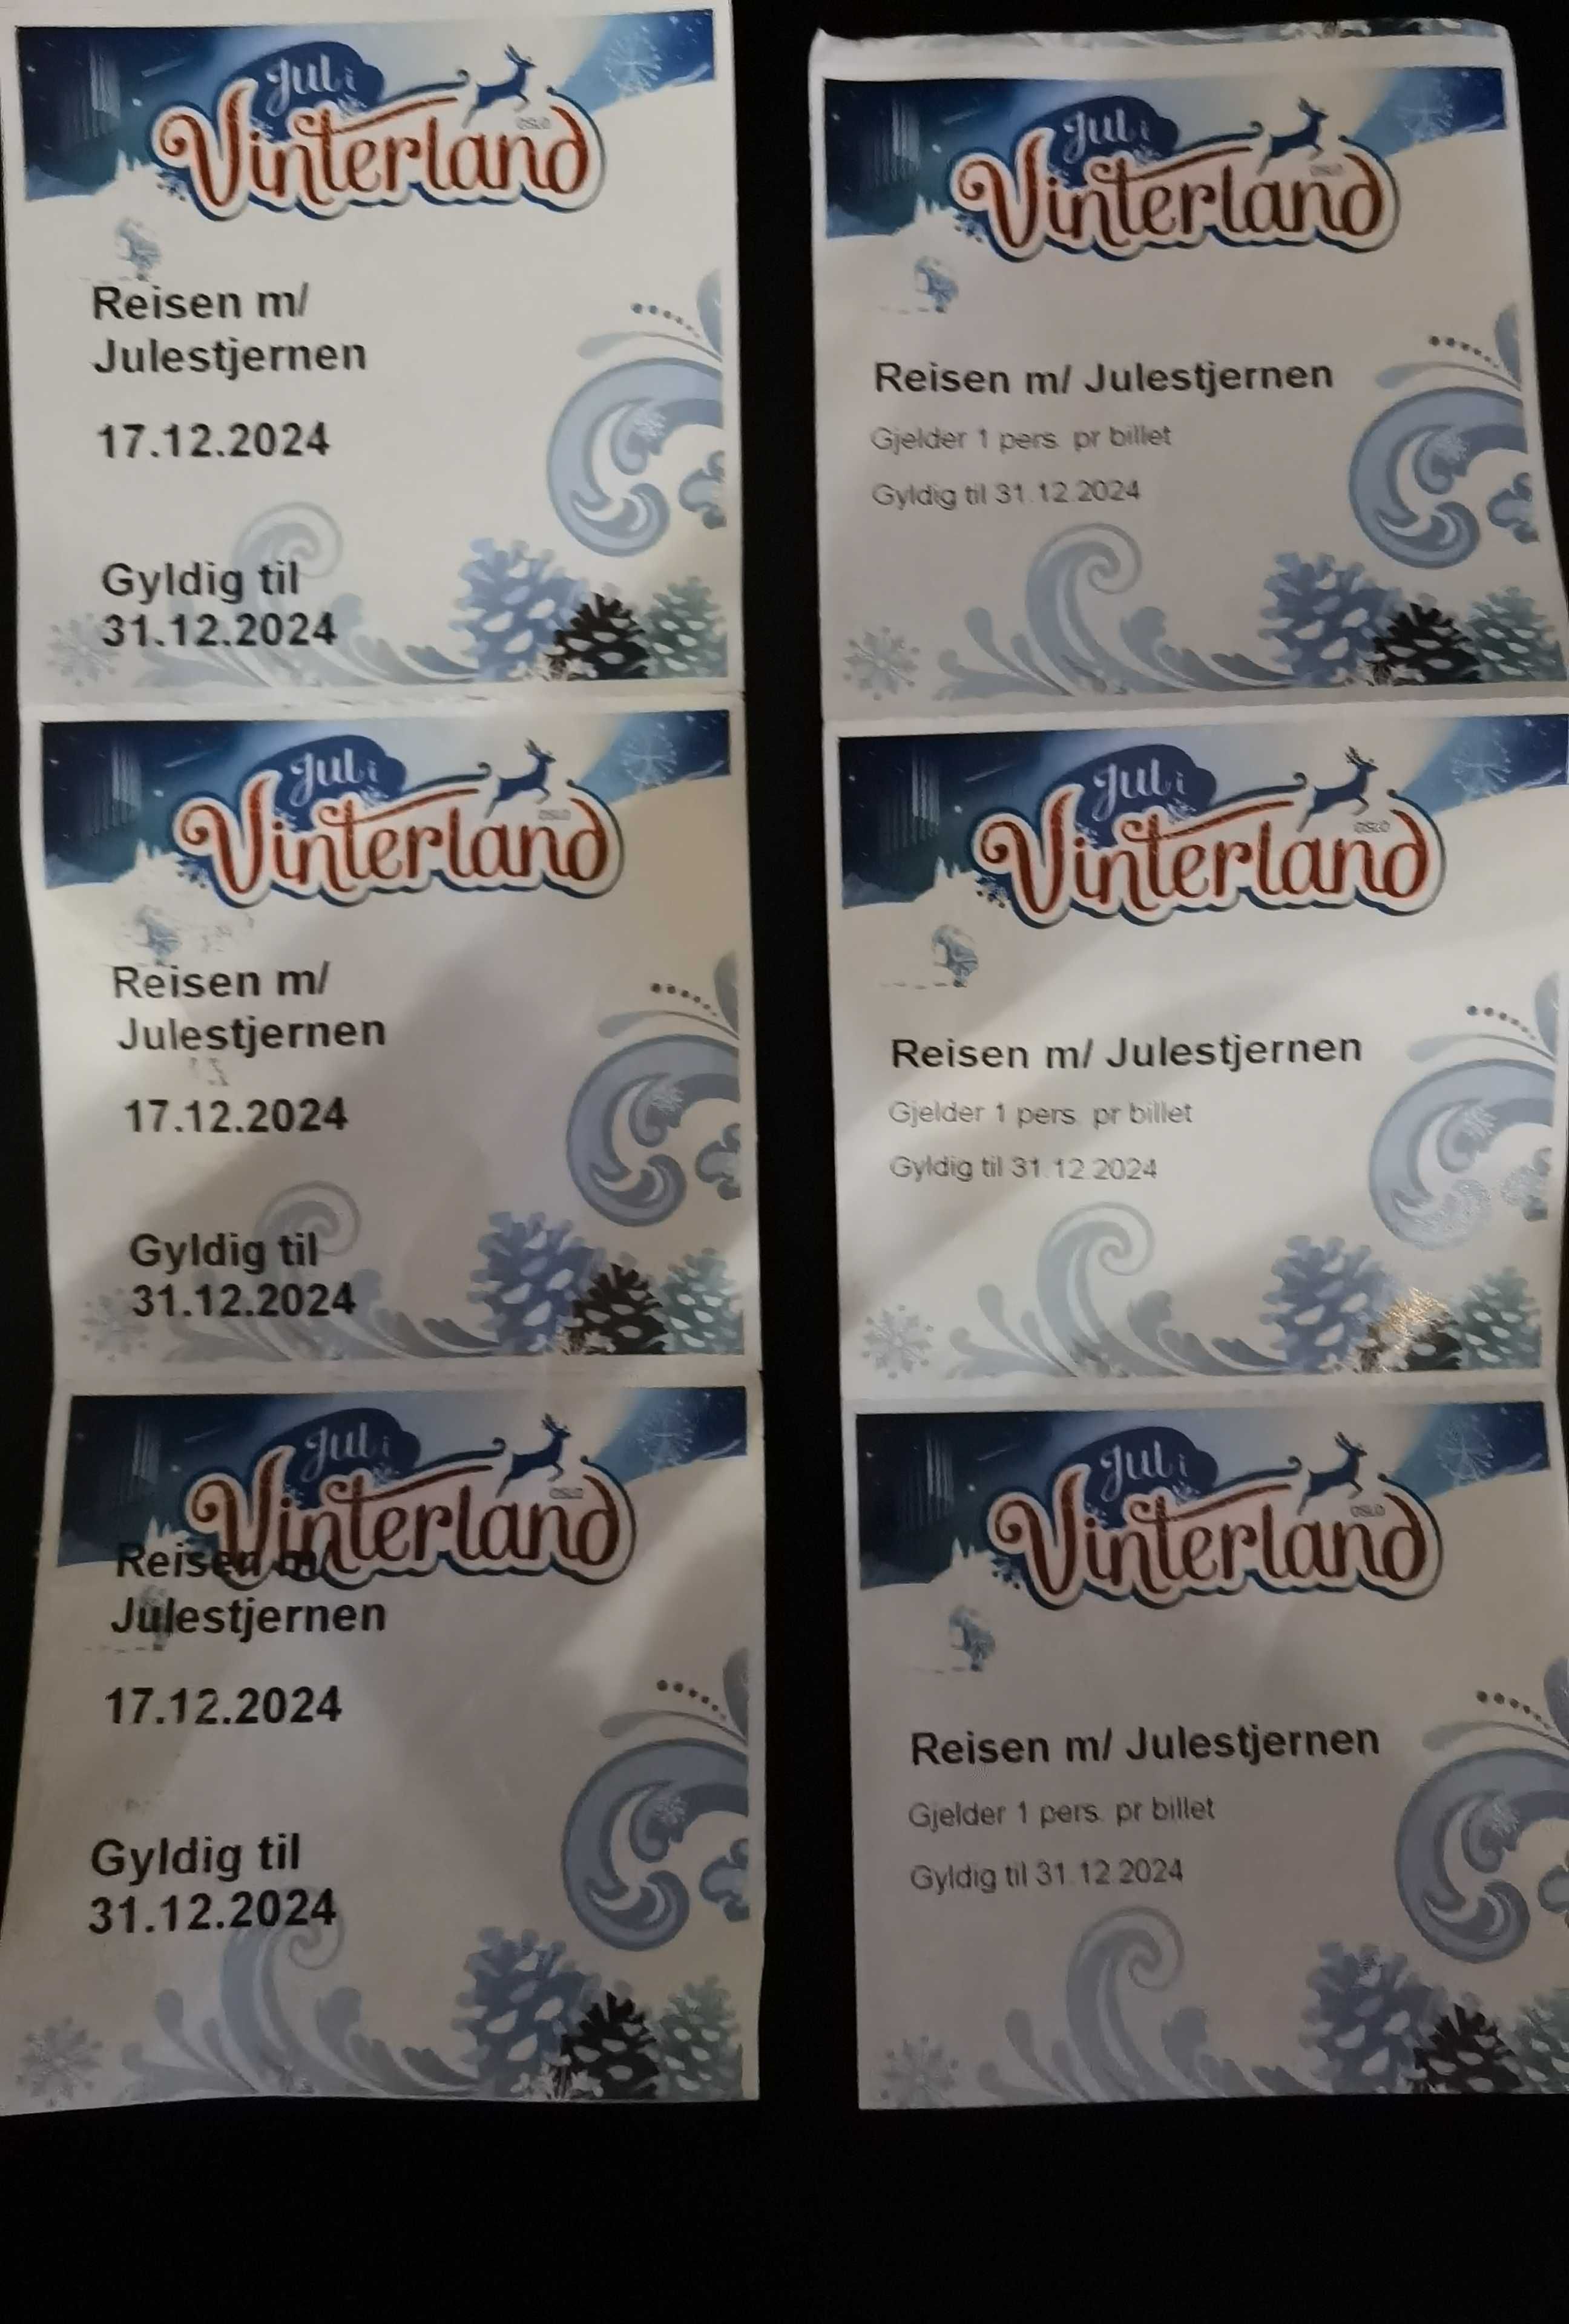 Jul i
Vinterland
OSLO
Reisen m/
Julestjernen
17.12.2024
Gyldig til
31.12.2024
Jul i
Vinterland
OSLO
Reisen m/
Julestjernen
17.12.2024
Gyldig til
31.12.2024
Jul i
Vinterland
OSLO
Reisen m/
Julestjernen
17.12.2024
Gyldig til
31.12.2024
Jul i
Vinterland
OSLO
Reisen m/ Julestjernen
Gjelder 1 pers. pr billet
Gyldig til 31.12.2024
Jul i
Vinterland
OSLO
Reisen m/ Julestjernen
Gjelder 1 pers. pr billet
Gyldig til 31.12.2024
Jul i
Vinterland
OSLO
Reisen m/ Julestjernen
Gjelder 1 pers. pr billet
Gyldig til 31.12.2024